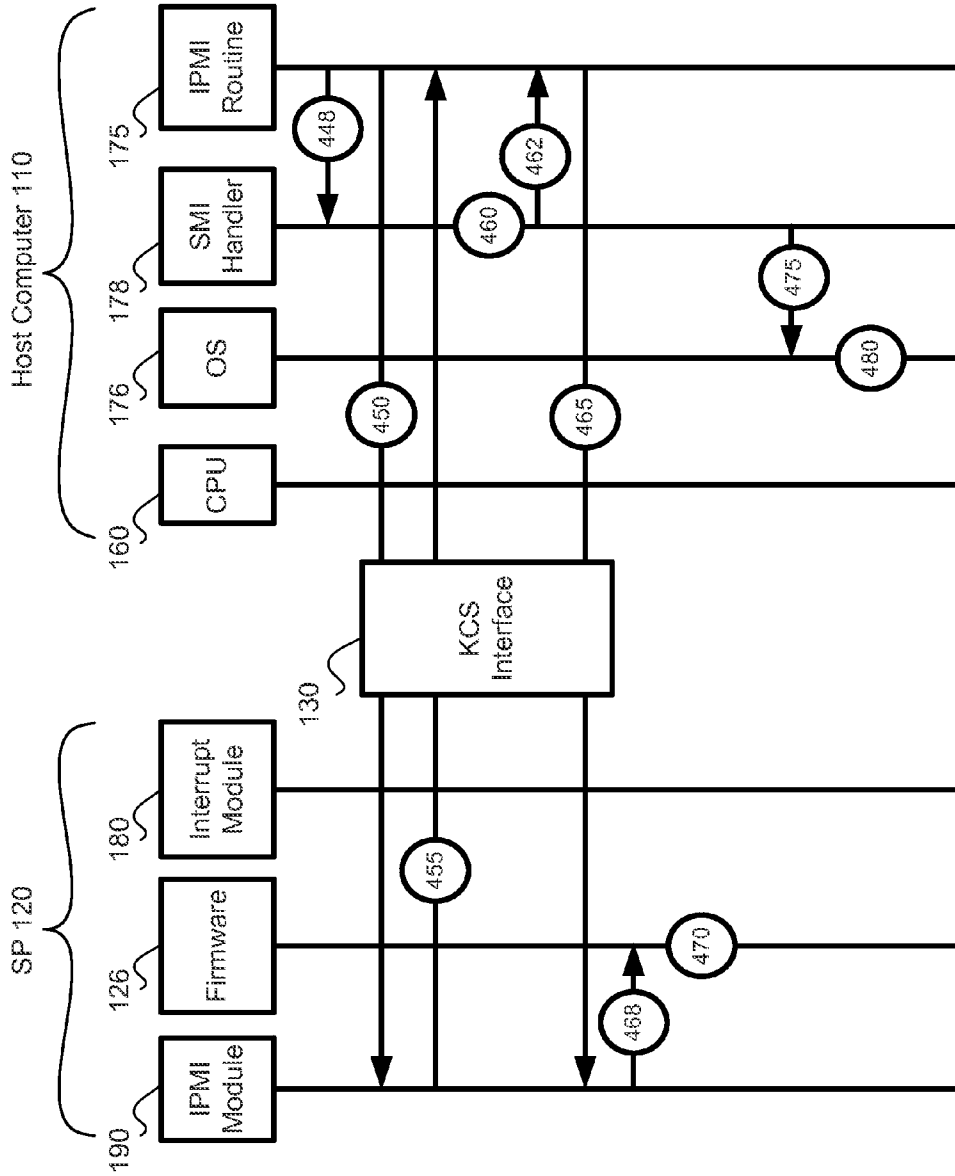 SP 120
Host Computer 110
190
126
180
160
176
178
175
IPMI
Module
Firmware
Interrupt
Module
CPU
OS
SMI
Handler
IPMI
Routine
130
KCS
Interface
448
450
455
460
462
465
468
470
475
480